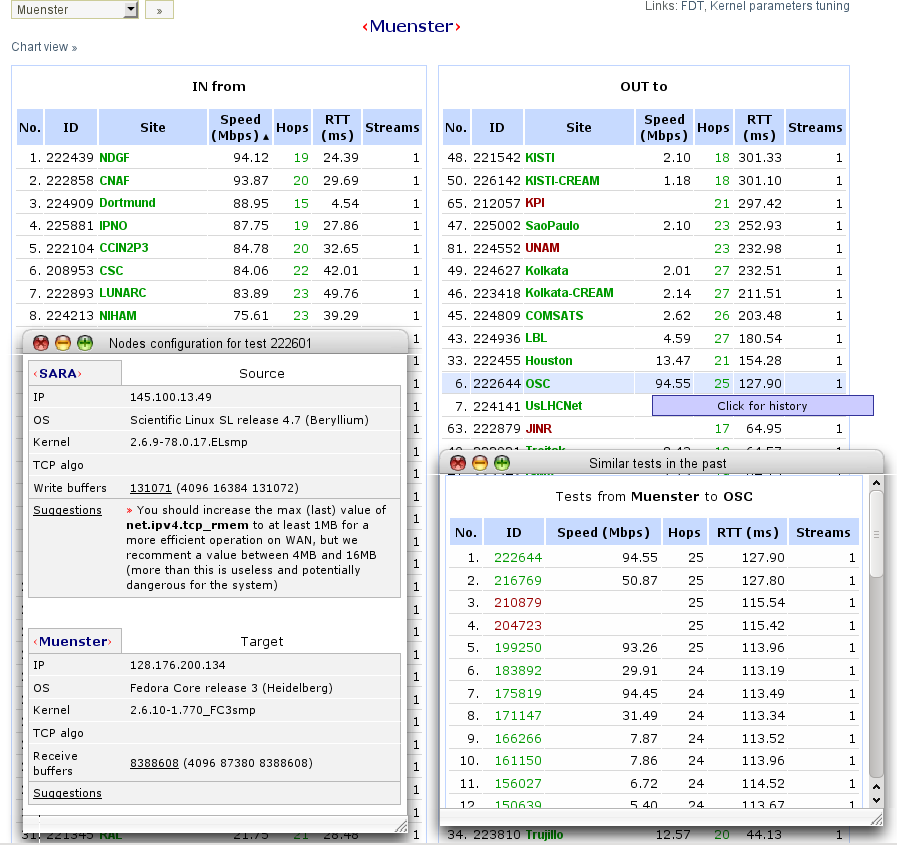 Muenster »
Links: FDT, Kernel parameters tuning
‹Muenster›
Chart view »
IN from
No. ID Site Speed (Mbps) ▲ Hops RTT (ms) Streams
1. 222439 NDGF 94.12 19 24.39 1
2. 222858 CNAF 93.87 20 29.69 1
3. 224909 Dortmund 88.95 15 4.54 1
4. 225881 IPNO 87.75 19 27.86 1
5. 222104 CCIN2P3 84.78 20 32.65 1
6. 208953 CSC 84.06 22 42.01 1
7. 222893 LUNARC 83.89 23 49.76 1
8. 224213 NIHAM 75.61 23 39.29 1
31. 221345 RAL 21.75 21 28.48 1
OUT to
No. ID Site Speed (Mbps) Hops RTT (ms) Streams
48. 221542 KISTI 2.10 18 301.33 1
50. 226142 KISTI-CREAM 1.18 18 301.10 1
65. 212057 KPI 21 297.42 1
47. 225002 SaoPaulo 2.10 23 252.93 1
81. 224552 UNAM 23 232.98 1
49. 224627 Kolkata 2.01 27 232.51 1
46. 223418 Kolkata-CREAM 2.14 27 211.51 1
45. 224809 COMSATS 2.62 26 203.48 1
43. 224936 LBL 4.59 27 180.54 1
33. 222455 Houston 13.47 21 154.28 1
6. 222644 OSC 94.55 25 127.90 1
7. 224141 UsLHCNet
Click for history
63. 222879 JINR 17 64.95 1
34. 223810 Trujillo 12.57 20 44.13 1
Nodes configuration for test 222601
‹SARA› Source
IP 145.100.13.49
OS Scientific Linux SL release 4.7 (Beryllium)
Kernel 2.6.9-78.0.17.ELsmp
TCP algo
Write buffers 131071 (4096 16384 131072)
Suggestions » You should increase the max (last) value of
net.ipv4.tcp_rmem to at least 1MB for a
more efficient operation on WAN, but we
recomment a value between 4MB and 16MB
(more than this is useless and potentially
dangerous for the system)
‹Muenster› Target
IP 128.176.200.134
OS Fedora Core release 3 (Heidelberg)
Kernel 2.6.10-1.770_FC3smp
TCP algo
Receive buffers 8388608 (4096 87380 8388608)
Suggestions
Similar tests in the past
Tests from Muenster to OSC
No. ID Speed (Mbps) Hops RTT (ms) Streams
1. 222644 94.55 25 127.90 1
2. 216769 50.87 25 127.80 1
3. 210879 25 115.54 1
4. 204723 25 115.42 1
5. 199250 93.26 25 113.96 1
6. 183892 29.91 24 113.19 1
7. 175819 94.45 24 113.49 1
8. 171147 31.49 24 113.34 1
9. 166266 7.87 24 113.52 1
10. 161150 7.86 24 113.96 1
11. 156027 6.72 24 114.52 1
12. 150639 5.40 24 113.67 1